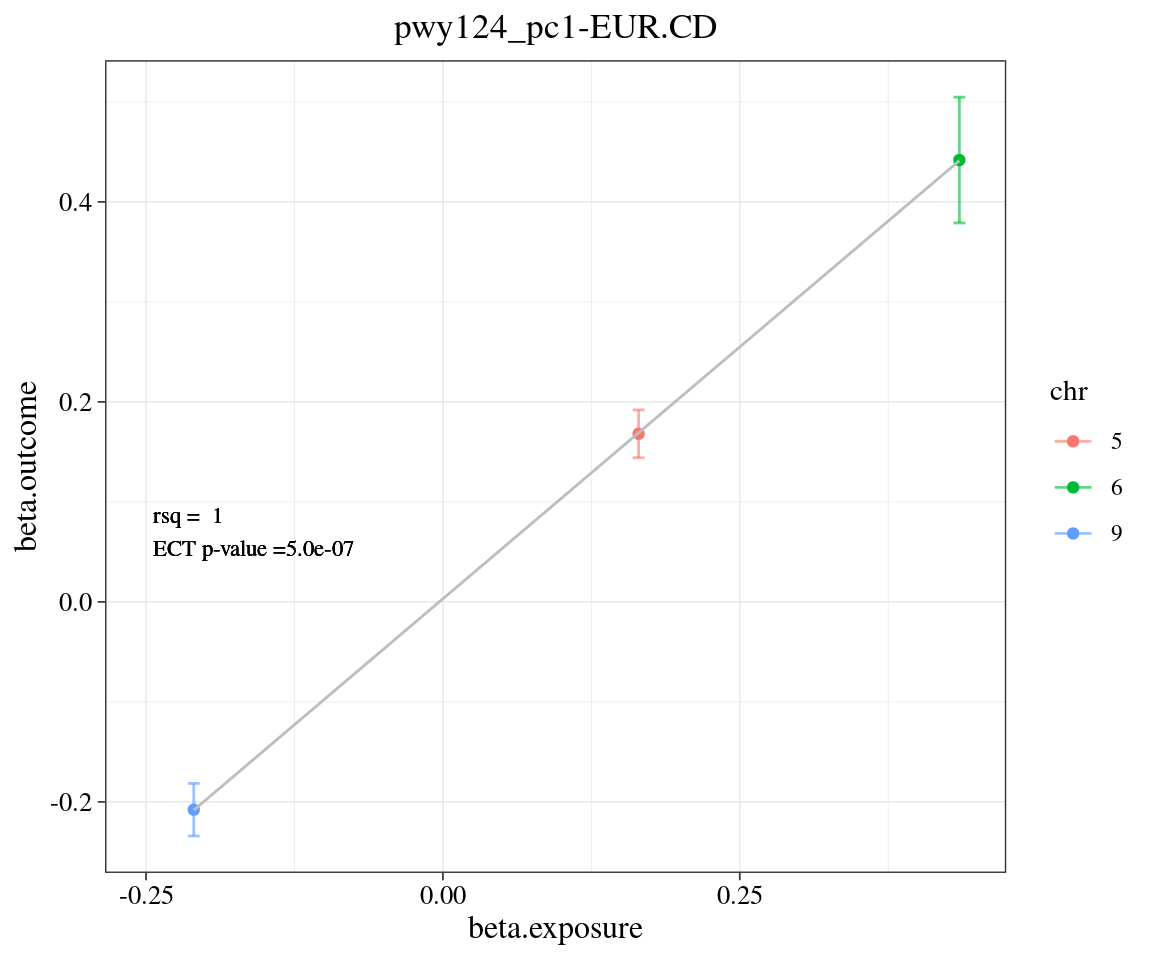 pwy124_pc1-EUR.CD
beta.outcome
0.4
0.2
0.0
-0.2
rsq =  1
ECT p-value =5.0e-07
-0.25
0.00
0.25
beta.exposure
chr
5
6
9